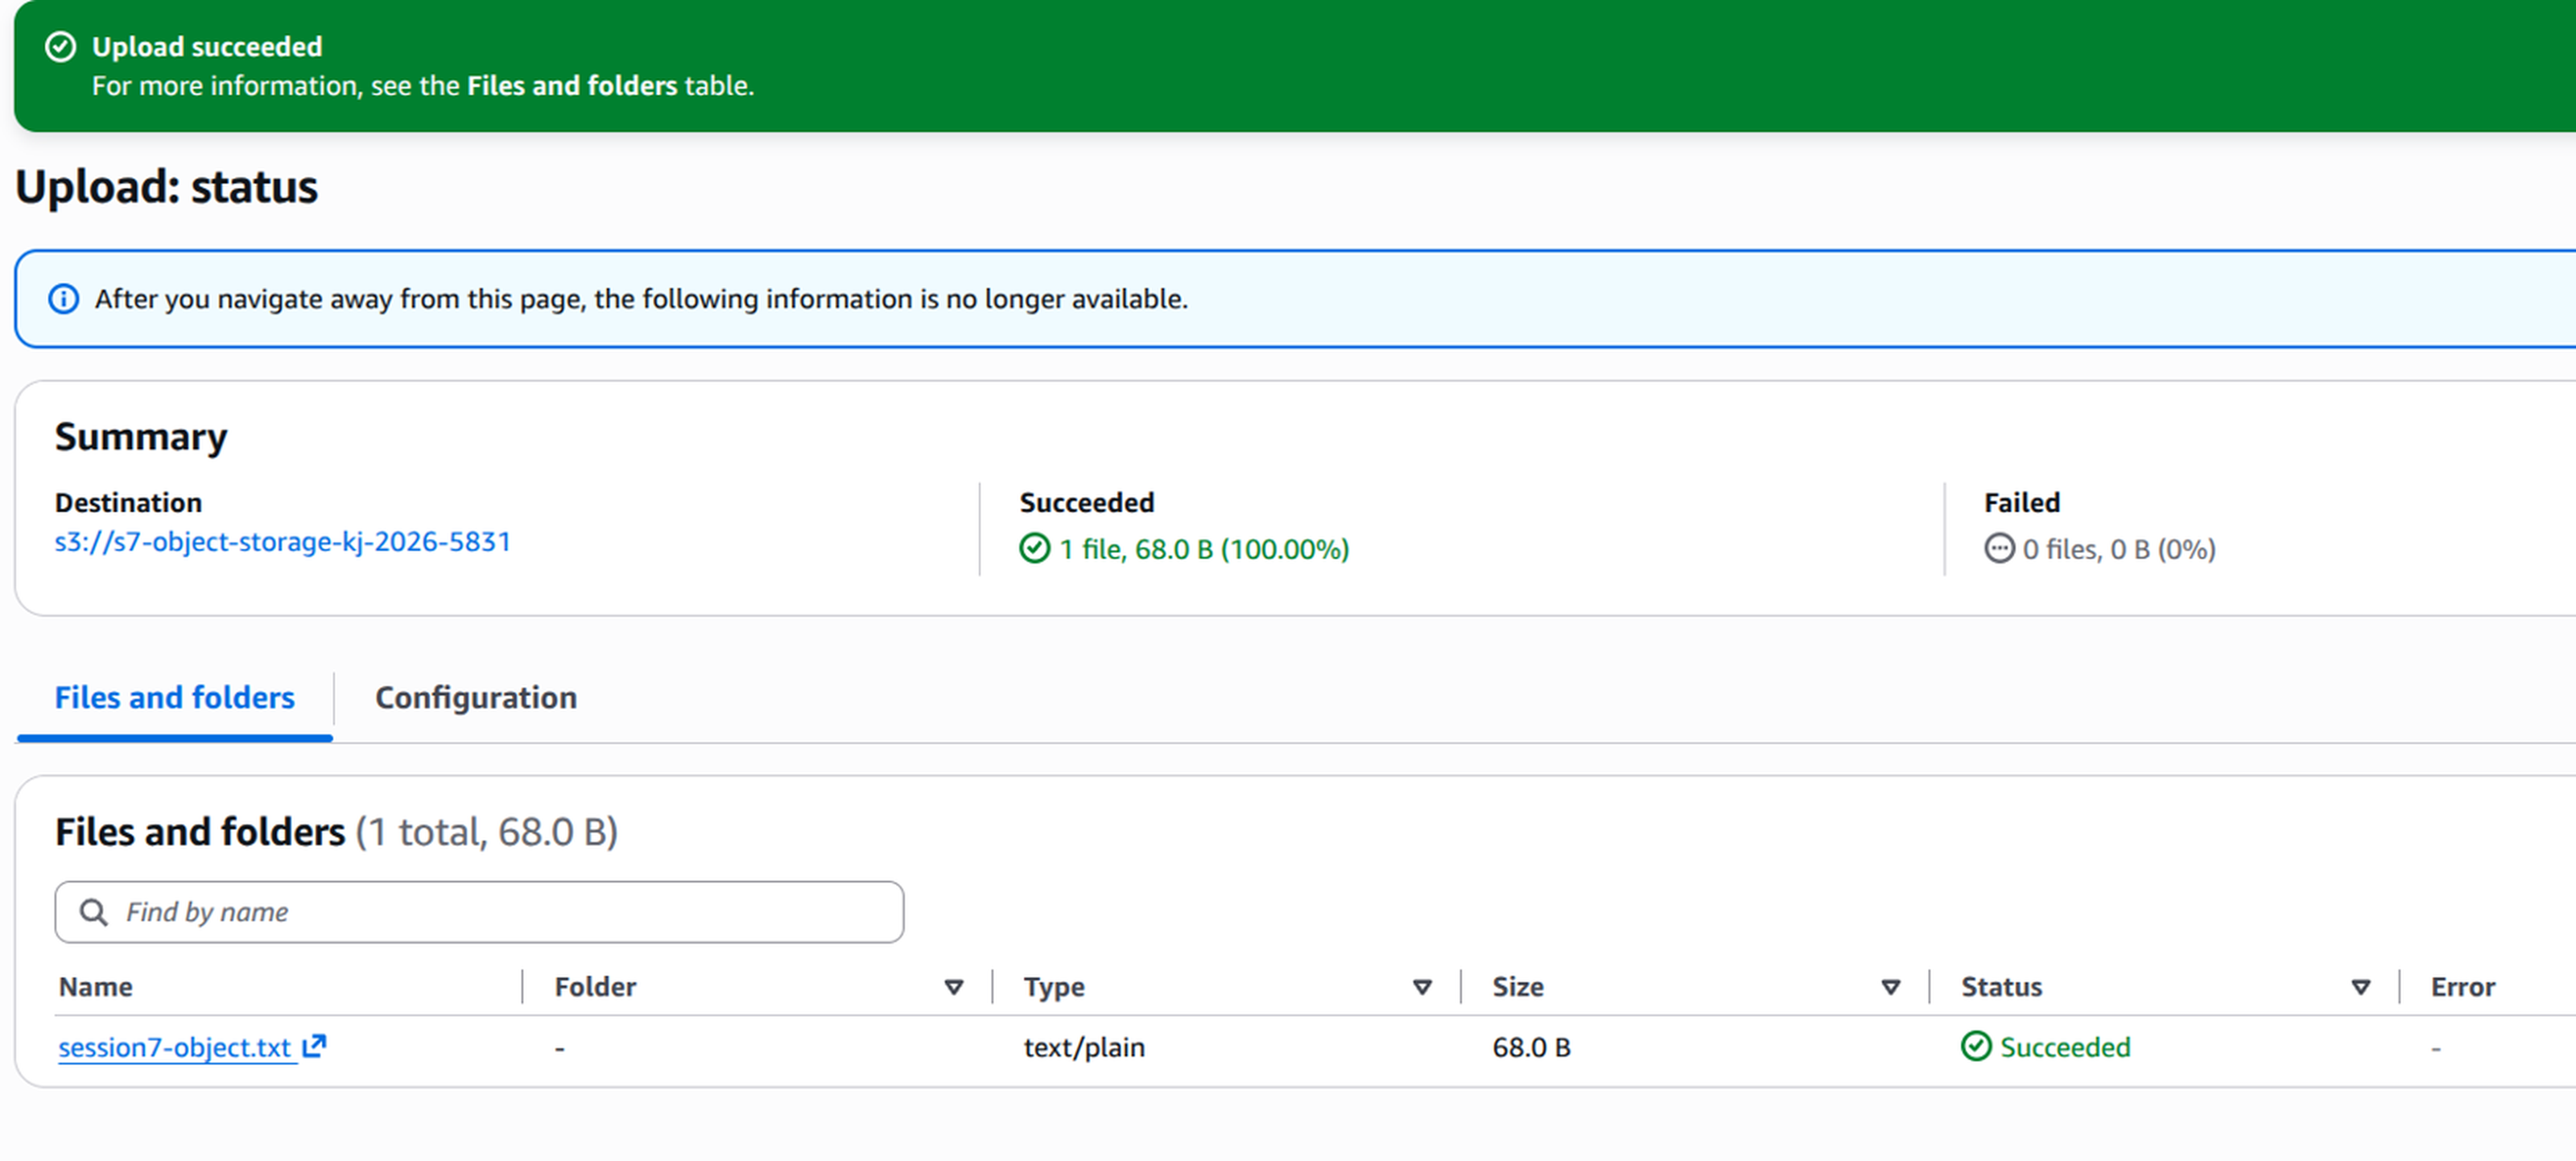 Upload succeeded
For more information, see the Files and folders table.
Upload: status
After you navigate away from this page, the following information is no longer available.
Summary
Destination
s3://s7-object-storage-kj-2026-5831
Succeeded
1 file, 68.0 B (100.00%)
Failed
0 files, 0 B (0%)
Files and folders
Configuration
Files and folders (1 total, 68.0 B)
Find by name
Name Folder Type Size Status Error
session7-object.txt - text/plain 68.0 B Succeeded -